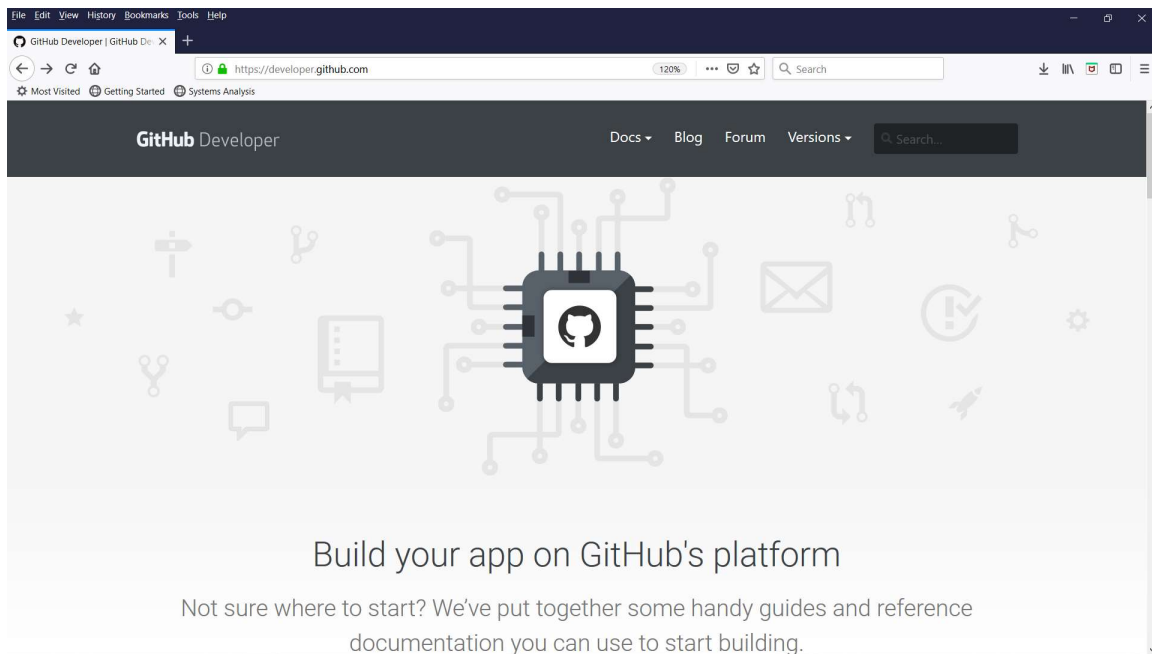 File Edit View History Bookmarks Tools Help
GitHub Developer | GitHub De
https://developer.github.com 120% Search
Most Visited Getting Started Systems Analysis
GitHub Developer Docs Blog Forum Versions Search...
Build your app on GitHub's platform
Not sure where to start? We’ve put together some handy guides and reference
documentation you can use to start building.